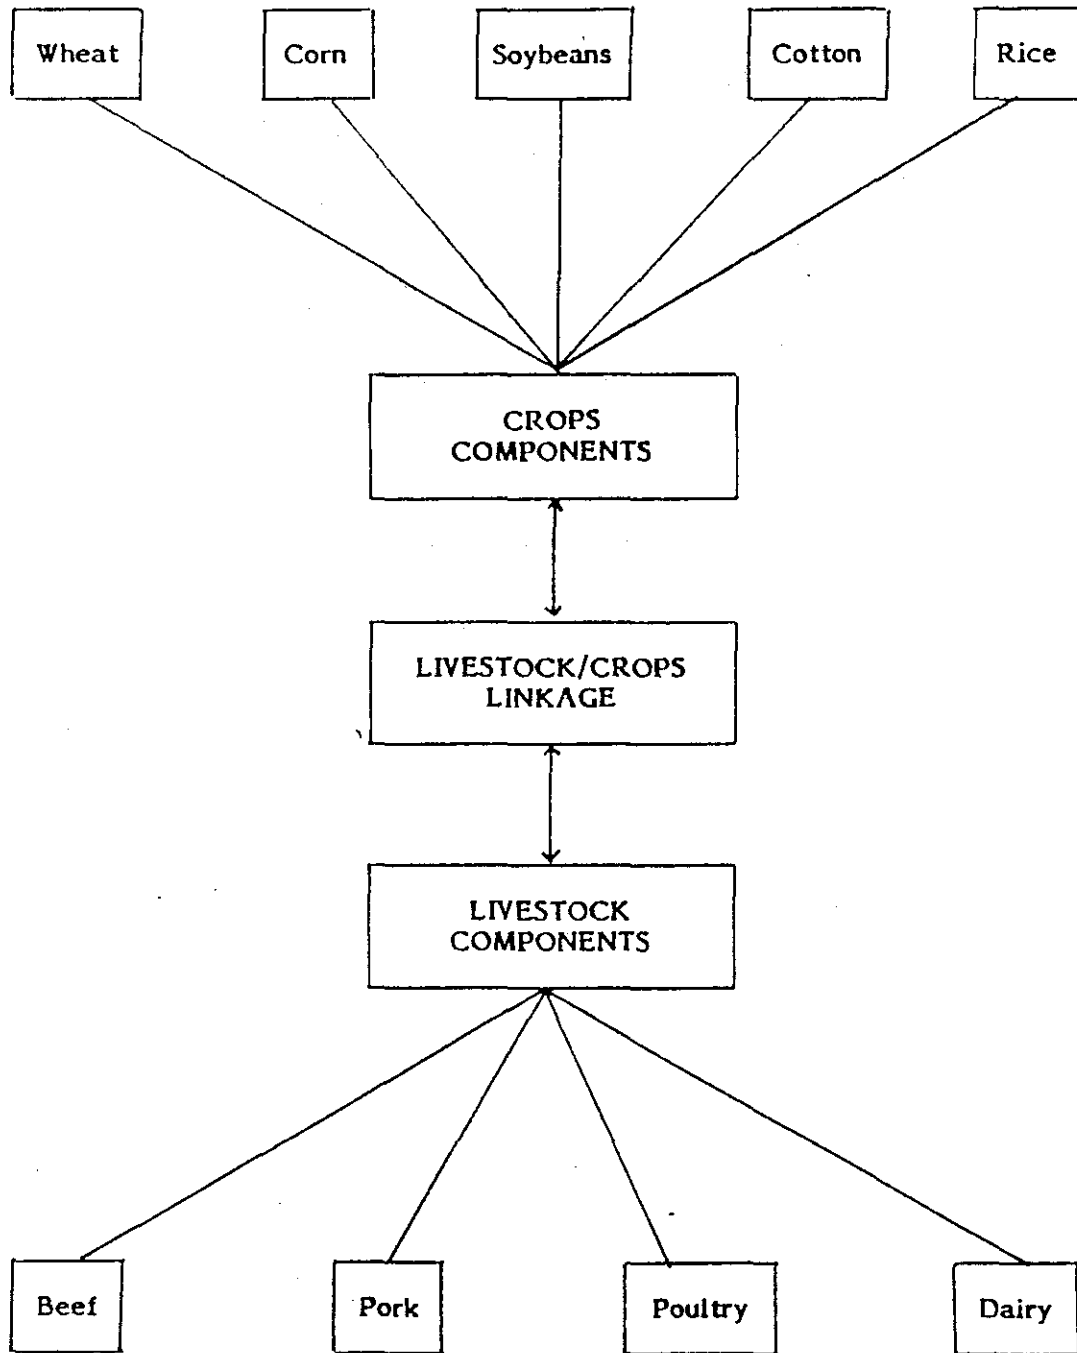 Wheat
Corn
Soybeans
Cotton
Rice
CROPS
COMPONENTS
LIVESTOCK/CROPS
LINKAGE
LIVESTOCK
COMPONENTS
Beef
Pork
Poultry
Dairy